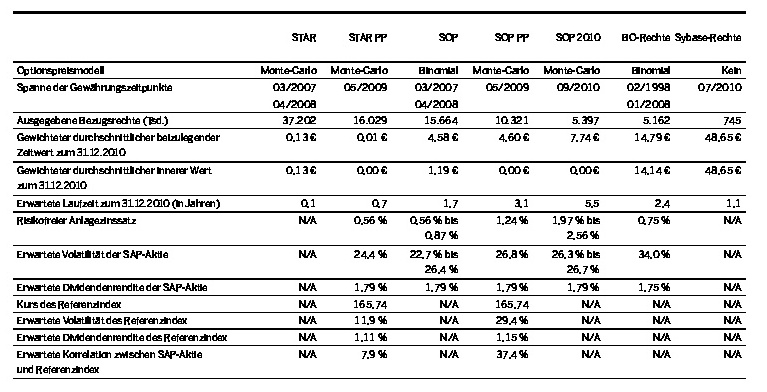 STAR STAR PP SOP SOP PP SOP 2010 BO-Rechte Sybase-Rechte
Optionspreismodell Monte-Carlo Monte-Carlo Binomial Monte-Carlo Monte-Carlo Binomial Kein
Spanne der Gewährungszeitpunkte 03/2007 05/2009 03/2007 05/2009 09/2010 02/1998 07/2010
04/2008 04/2008 01/2008
Ausgegebene Bezugsrechte (Tsd.) 37.202 16.029 15.664 10.321 5.397 5.162 745
Gewichteter durchschnittlicher beizulegender 0,13 € 0,01 € 4,58 € 4,60 € 7,74 € 14,79 € 48,65 €
Zeitwert zum 31.12.2010
Gewichteter durchschnittlicher innerer Wert 0,13 € 0,00 € 1,19 € 0,00 € 0,00 € 14,14 € 48,65 €
zum 31.12.2010
Erwartete Laufzeit zum 31.12.2010 (in Jahren) 0,1 0,7 1,7 3,1 5,5 2,4 1,1
Risikofreier Anlagezinssatz N/A 0,56 % 0,56 % bis 1,24 % 1,97 % bis 0,75 % N/A
0,87 % 2,56 %
Erwartete Volatilität der SAP-Aktie N/A 24,4 % 22,7 % bis 26,8 % 26,3 % bis 34,0 % N/A
26,4 % 26,7 %
Erwartete Dividendenrendite der SAP-Aktie N/A 1,79 % 1,79 % 1,79 % 1,79 % 1,75 % N/A
Kurs des Referenzindex N/A 165,74 N/A 165,74 N/A N/A N/A
Erwartete Volatilität des Referenzindex N/A 11,9 % N/A 29,4 % N/A N/A N/A
Erwartete Dividendenrendite des Referenzindex N/A 1,11 % N/A 1,15 % N/A N/A N/A
Erwartete Korrelation zwischen SAP-Aktie N/A 7,9 % N/A 37,4 % N/A N/A N/A
und Referenzindex